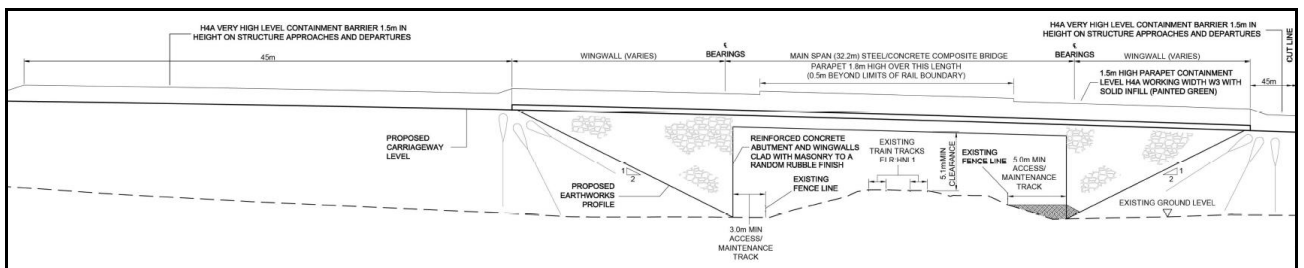 H4A VERY HIGH LEVEL CONTAINMENT BARRIER 1.5m IN
HEIGHT ON STRUCTURE APPROACHES AND DEPARTURES
45m
WINGWALL (VARIES)
℄
BEARINGS
MAIN SPAN (32.2m) STEEL/CONCRETE COMPOSITE BRIDGE
PARAPET 1.8m HIGH OVER THIS LENGTH
(0.5m BEYOND LIMITS OF RAIL BOUNDARY)
℄
BEARINGS
WINGWALL (VARIES)
H4A VERY HIGH LEVEL CONTAINMENT BARRIER 1.5m IN
HEIGHT ON STRUCTURE APPROACHES AND DEPARTURES
CUT LINE
45m
1.5m HIGH PARAPET CONTAINMENT
LEVEL H4A WORKING WIDTH W3 WITH
SOLID INFILL (PAINTED GREEN)
PROPOSED
CARRIAGEWAY
LEVEL
1
2
PROPOSED
EARTHWORKS
PROFILE
REINFORCED CONCRETE
ABUTMENT AND WINGWALLS
CLAD WITH MASONRY TO A
RANDOM RUBBLE FINISH
EXISTING
FENCE LINE
3.0m MIN
ACCESS/
MAINTENANCE
TRACK
EXISTING
TRAIN TRACKS
5.1m MIN
CLEARANCE
EXISTING
FENCE LINE
5.0m MIN
ACCESS/
MAINTENANCE
TRACK
1
2
EXISTING GROUND LEVEL